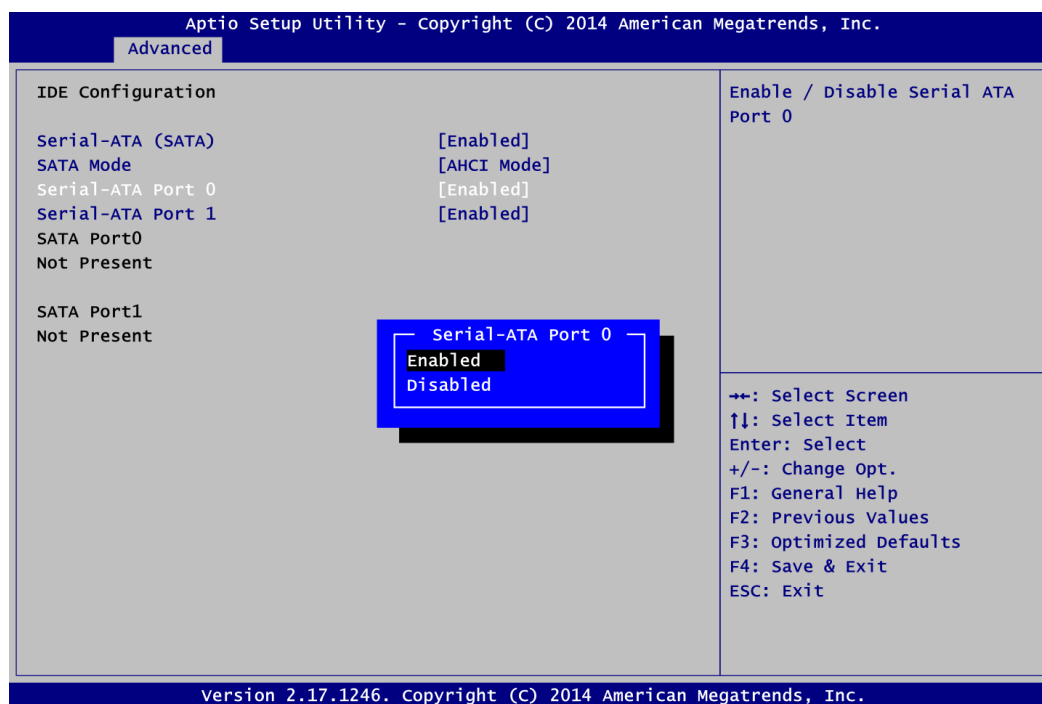 Aptio Setup Utility – Copyright (C) 2014 American Megatrends, Inc.
Advanced
IDE Configuration
Serial-ATA (SATA) [Enabled]
SATA Mode [AHCI Mode]
Serial-ATA Port 0 [Enabled]
Serial-ATA Port 1 [Enabled]
SATA Port0
Not Present
SATA Port1
Not Present
Serial-ATA Port 0
Enabled
Disabled
Enable / Disable Serial ATA
Port 0
→←: Select Screen
↑↓: Select Item
Enter: Select
+/-: Change Opt.
F1: General Help
F2: Previous Values
F3: Optimized Defaults
F4: Save & Exit
ESC: Exit
Version 2.17.1246. Copyright (C) 2014 American Megatrends, Inc.